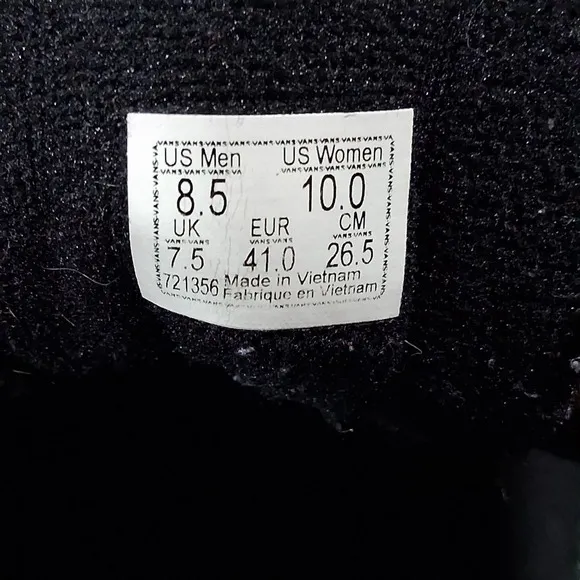 US Men US Women
8.5 10.0
UK EUR CM
7.5 41.0 26.5
721356 Made in Vietnam
Fabrique en Vietnam